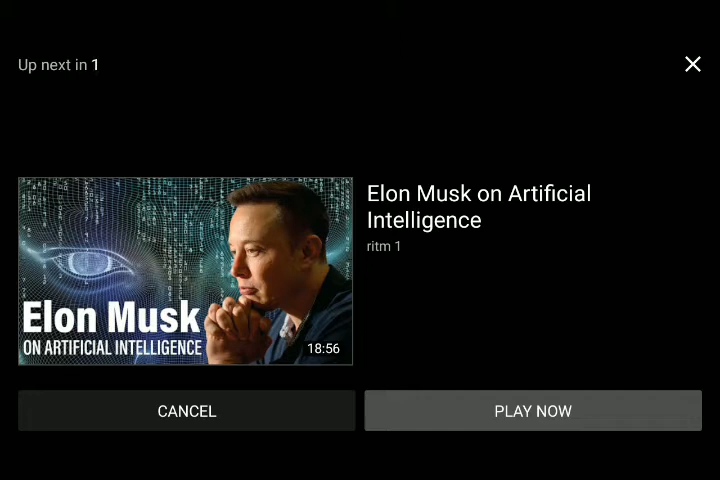 Up next in 1
Elon Musk on Artificial
Intelligence
ritm 1
Elon Musk
ON ARTIFICIAL INTELLIGENCE
18:56
CANCEL
PLAY NOW